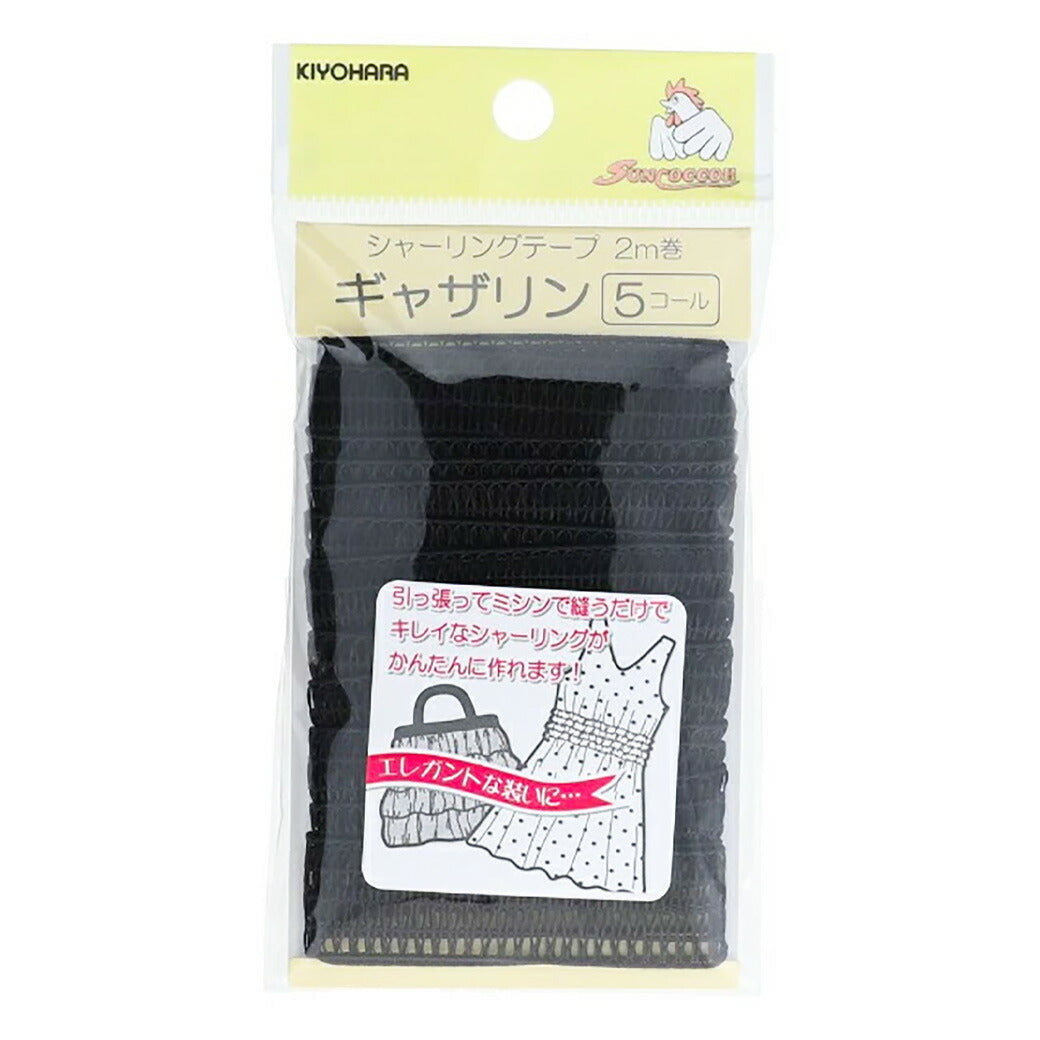 KIYOHARA
SUNCOCCOH
シャーリングテープ 2m巻
ギャザリン 5コール
引っ張ってミシンで縫うだけで
キレイなシャーリングが
かんたんに作れます!
エレガントな装いに…